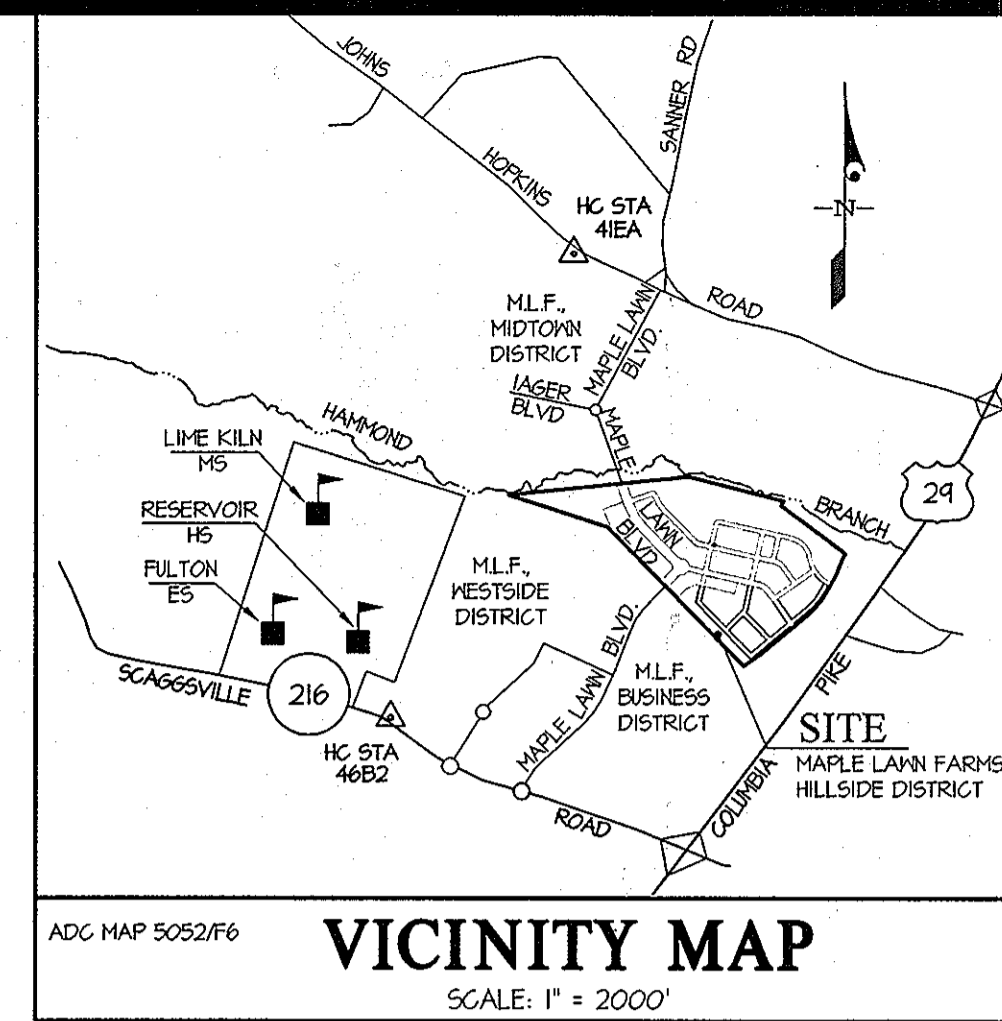 JOHNS
HOPKINS
ROAD
SANNER RD
HC STA
41EA
-N-
M.L.F.,
MIDTOWN
DISTRICT
MAPLE LAWN
BLVD.
IAGER
BLVD
MAPLE
LAWN
BLVD
HAMMOND
BRANCH
29
LIME KILN
MS
RESERVOIR
HS
FULTON
ES
M.L.F.,
WESTSIDE
DISTRICT
MAPLE LAWN BLVD.
M.L.F.,
BUSINESS
DISTRICT
SCAGGSVILLE
216
ROAD
HC STA
46B2
COLUMBIA
PIKE
SITE
MAPLE LAWN FARMS
HILLSIDE DISTRICT
ADC MAP 5052/F6
VICINITY MAP
SCALE: 1" = 2000'